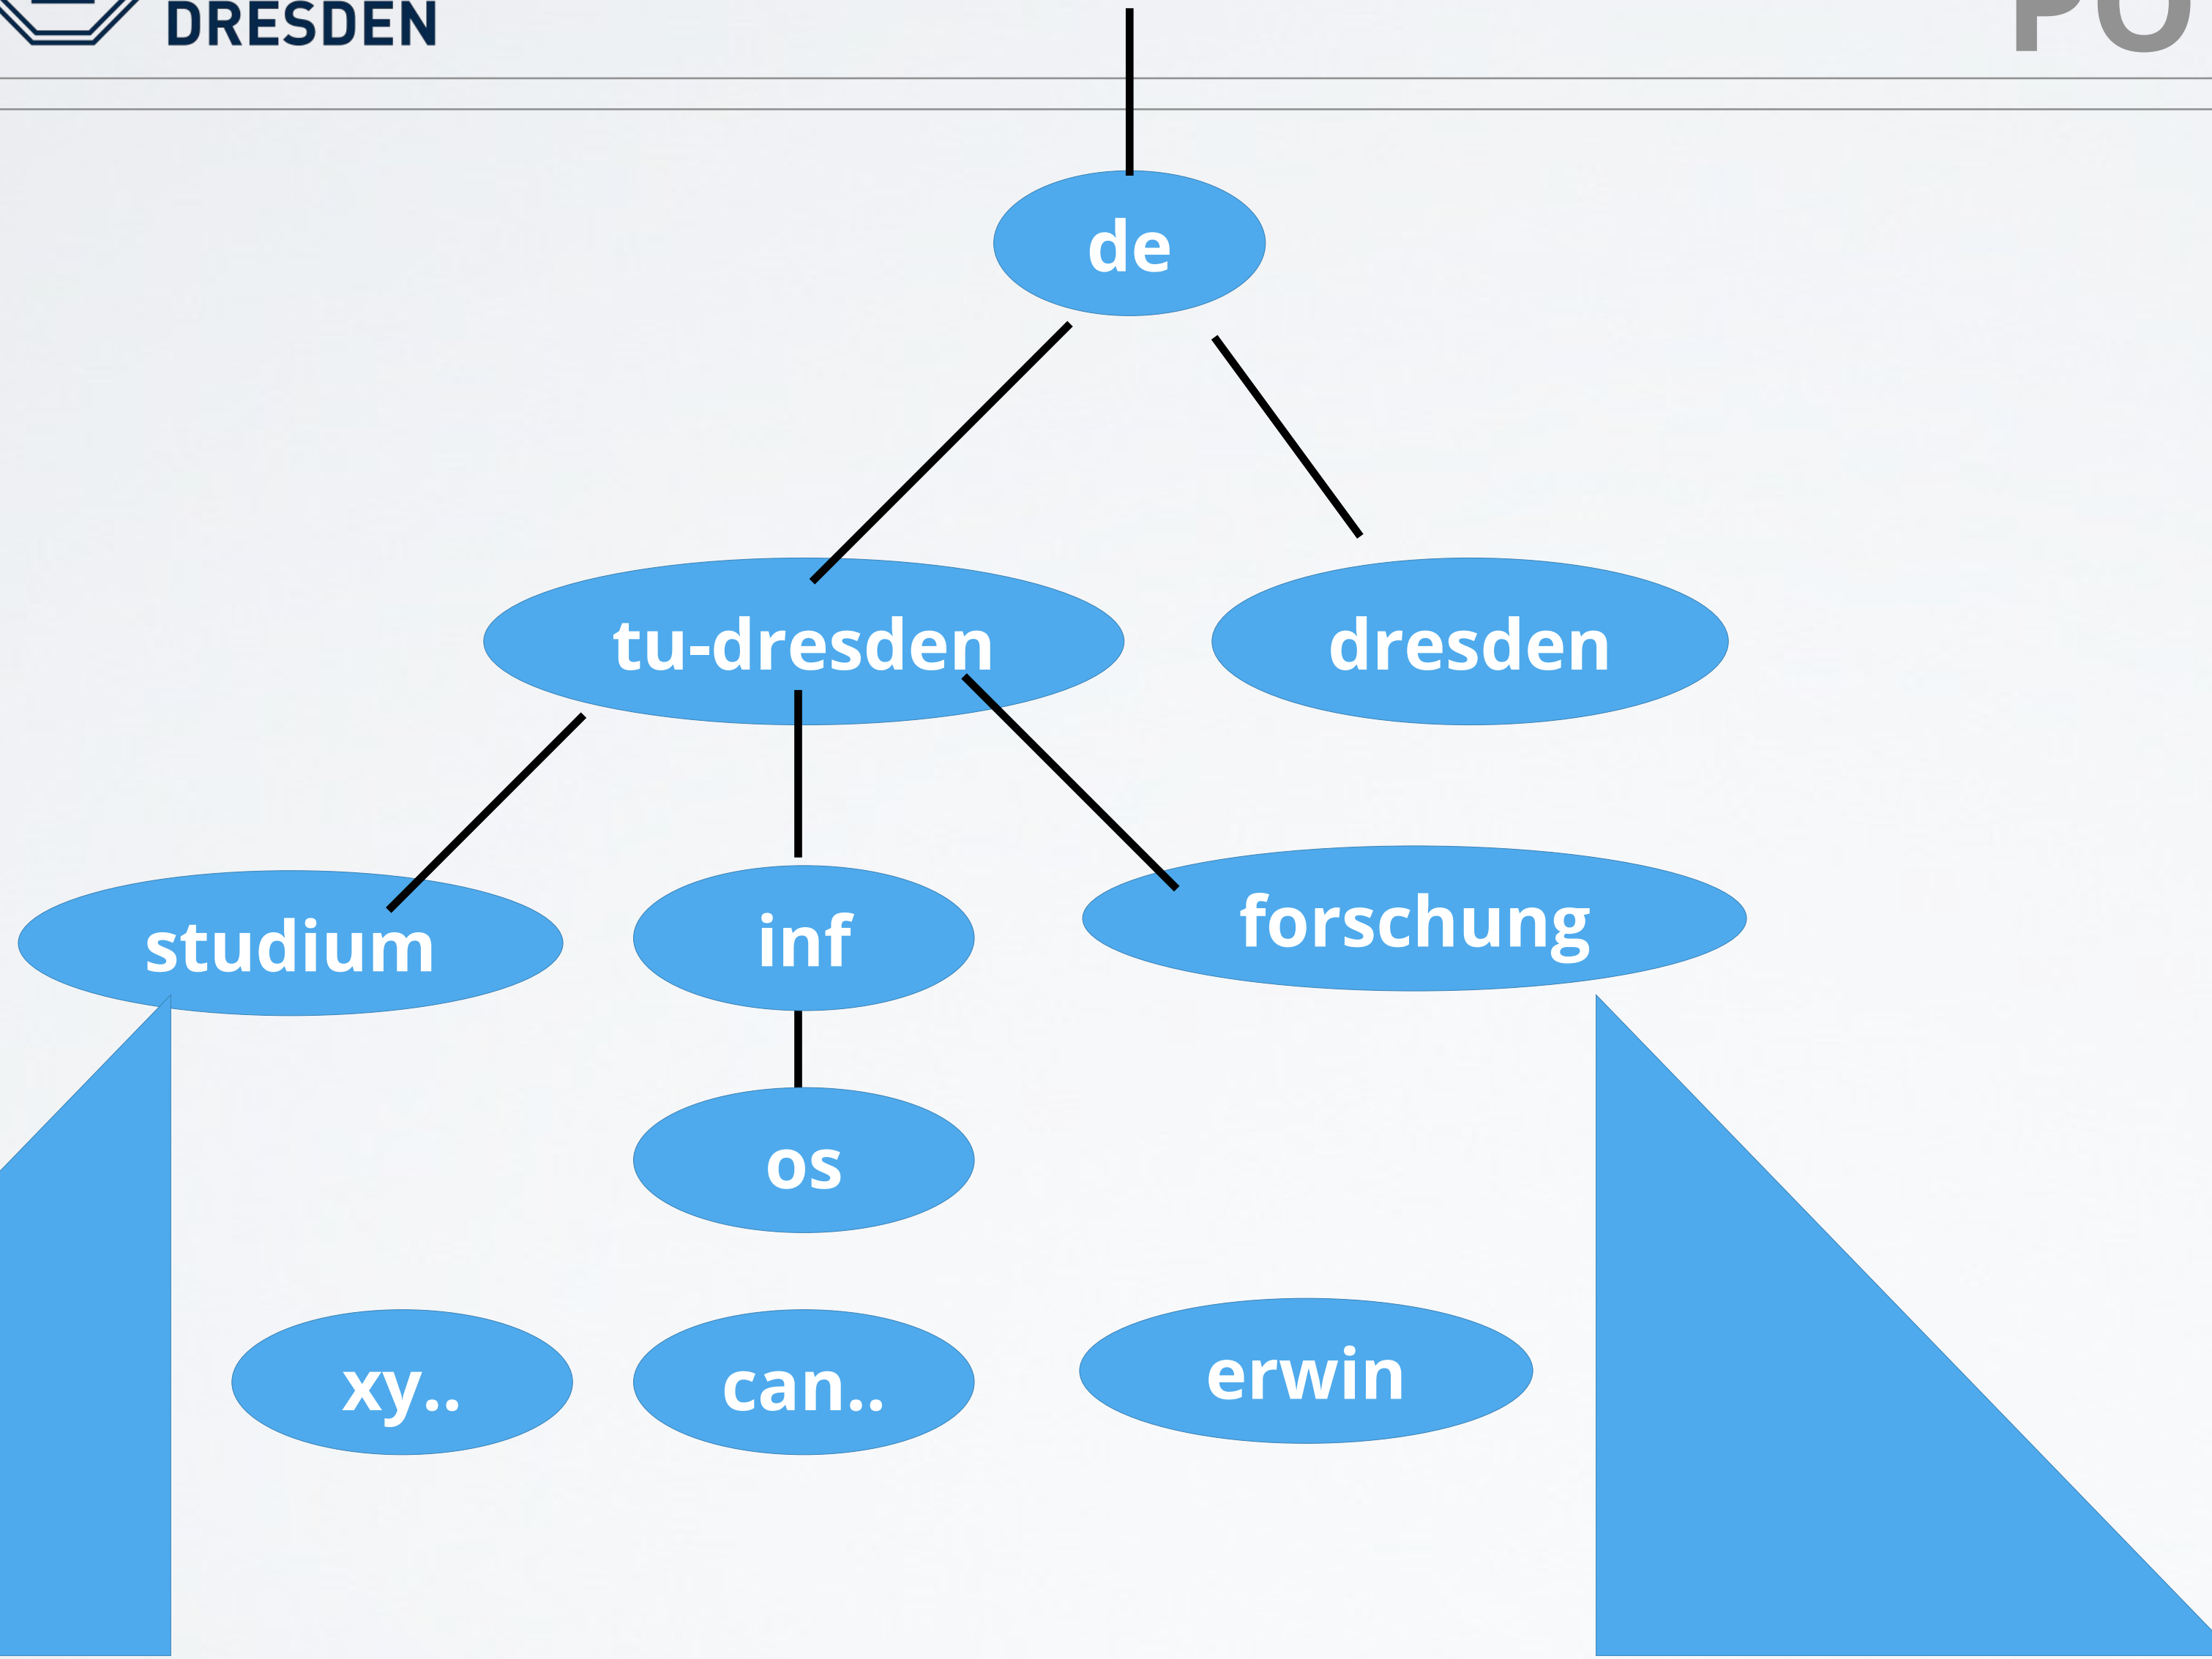 DRESDEN
de
tu-dresden
dresden
studium
inf
forschung
os
xy..
can..
erwin